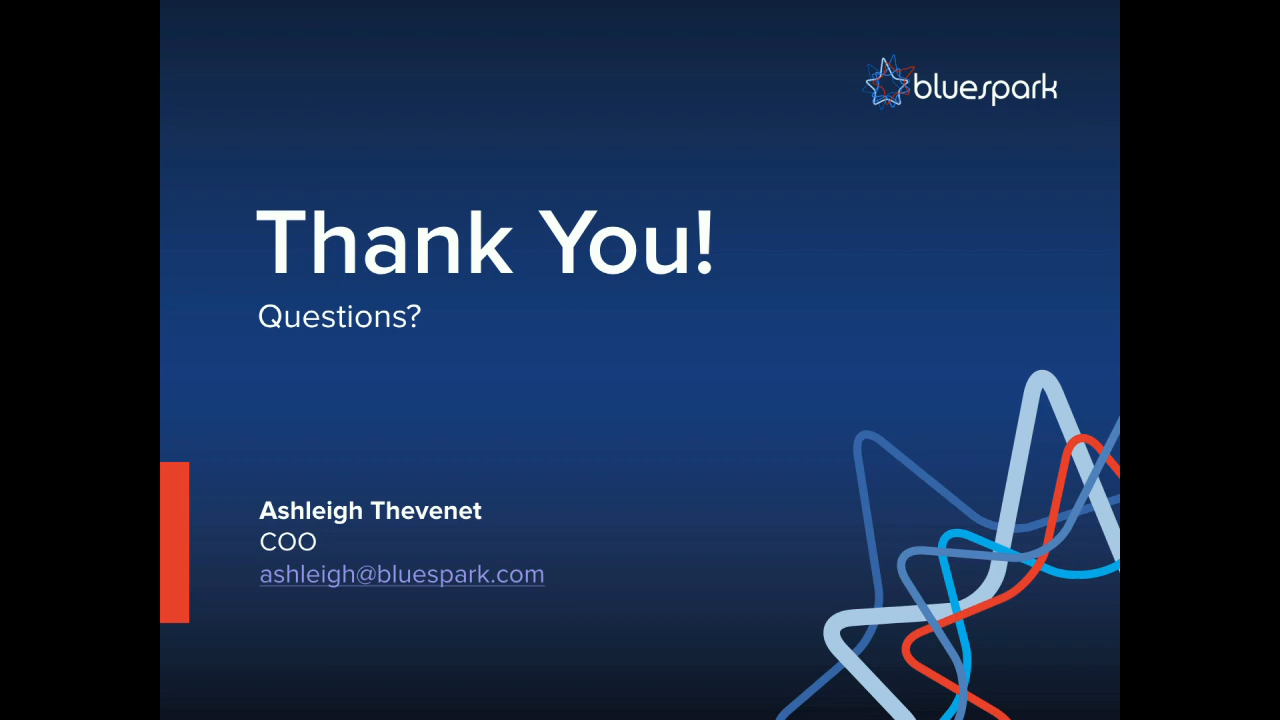 bluespark
Thank You!
Questions?
Ashleigh Thevenet
COO
ashleigh@bluespark.com